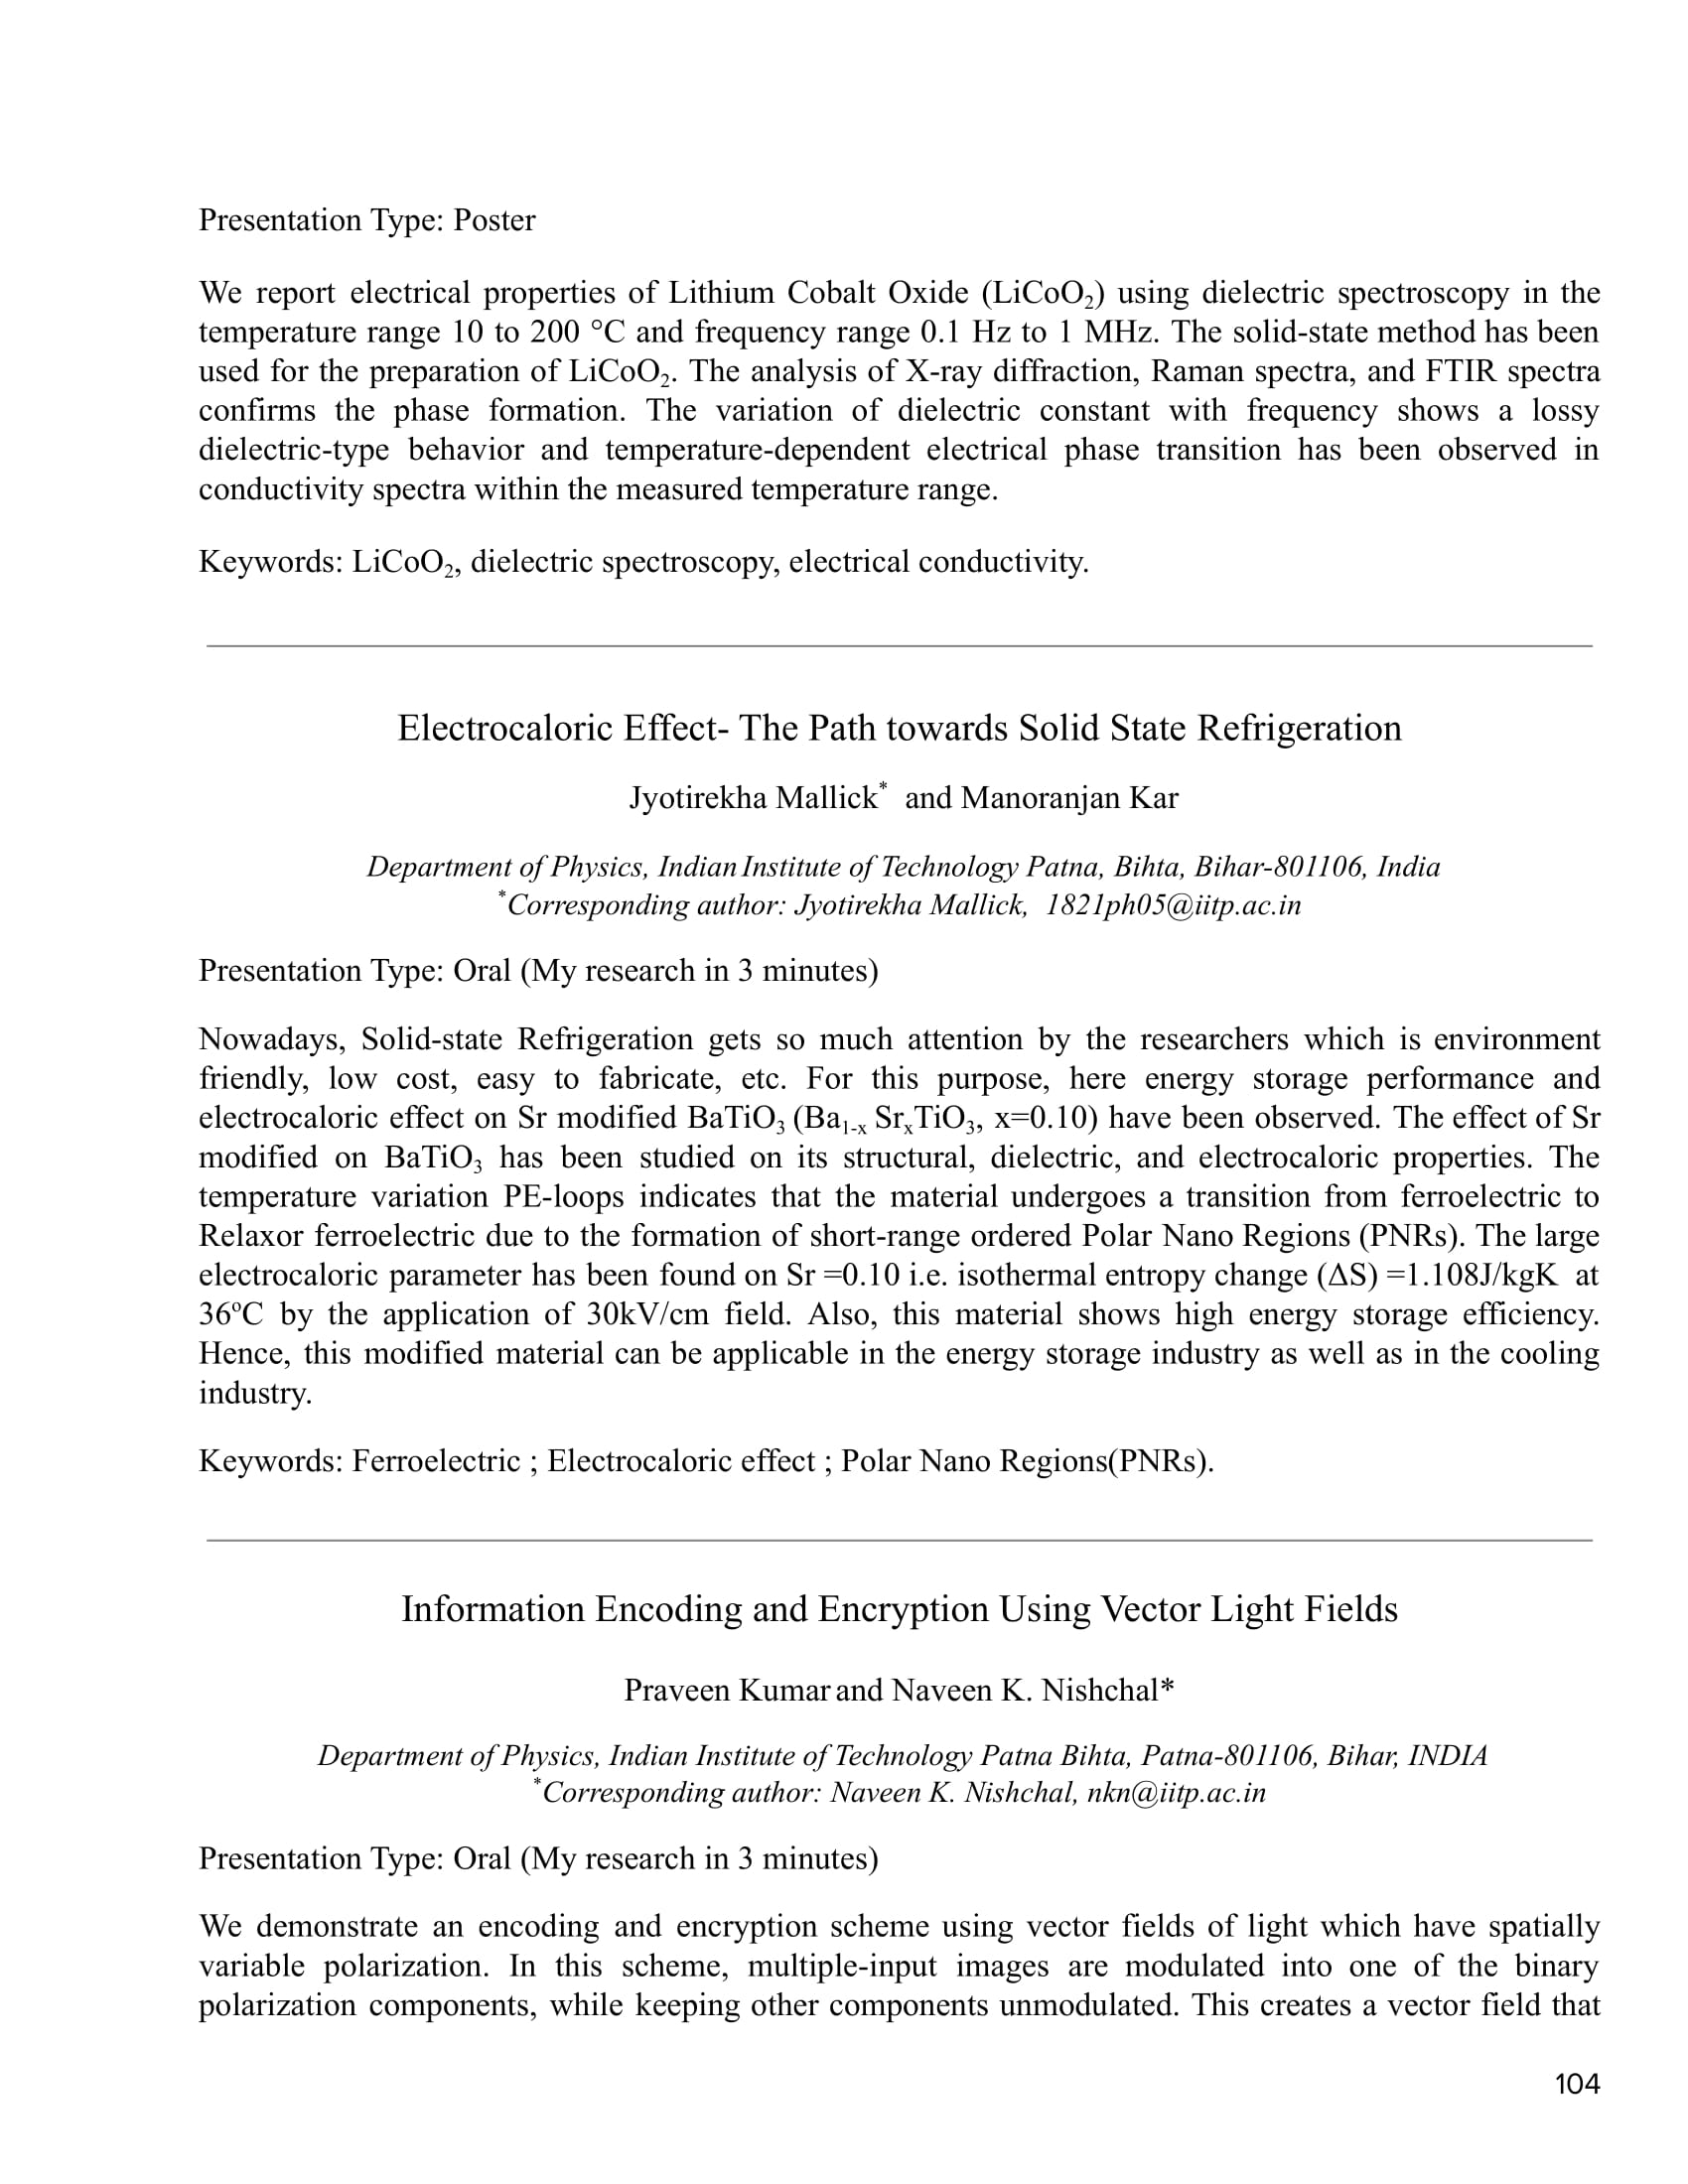 Presentation Type: Poster
We report electrical properties of Lithium Cobalt Oxide (LiCoO₂) using dielectric spectroscopy in the
temperature range 10 to 200 °C and frequency range 0.1 Hz to 1 MHz. The solid-state method has been
used for the preparation of LiCoO₂. The analysis of X-ray diffraction, Raman spectra, and FTIR spectra
confirms the phase formation. The variation of dielectric constant with frequency shows a lossy
dielectric-type behavior and temperature-dependent electrical phase transition has been observed in
conductivity spectra within the measured temperature range.
Keywords: LiCoO₂, dielectric spectroscopy, electrical conductivity.
Electrocaloric Effect- The Path towards Solid State Refrigeration
Jyotirekha Mallick* and Manoranjan Kar
Department of Physics, Indian Institute of Technology Patna, Bihta, Bihar-801106, India
*Corresponding author: Jyotirekha Mallick, 1821ph05@iitp.ac.in
Presentation Type: Oral (My research in 3 minutes)
Nowadays, Solid-state Refrigeration gets so much attention by the researchers which is environment
friendly, low cost, easy to fabricate, etc. For this purpose, here energy storage performance and
electrocaloric effect on Sr modified BaTiO₃ (Ba₁₋ₓ SrₓTiO₃, x=0.10) have been observed. The effect of Sr
modified on BaTiO₃ has been studied on its structural, dielectric, and electrocaloric properties. The
temperature variation PE-loops indicates that the material undergoes a transition from ferroelectric to
Relaxor ferroelectric due to the formation of short-range ordered Polar Nano Regions (PNRs). The large
electrocaloric parameter has been found on Sr =0.10 i.e. isothermal entropy change (ΔS) =1.108J/kgK at
36ºC by the application of 30kV/cm field. Also, this material shows high energy storage efficiency.
Hence, this modified material can be applicable in the energy storage industry as well as in the cooling
industry.
Keywords: Ferroelectric ; Electrocaloric effect ; Polar Nano Regions(PNRs).
Information Encoding and Encryption Using Vector Light Fields
Praveen Kumar and Naveen K. Nishchal*
Department of Physics, Indian Institute of Technology Patna Bihta, Patna-801106, Bihar, INDIA
*Corresponding author: Naveen K. Nishchal, nkn@iitp.ac.in
Presentation Type: Oral (My research in 3 minutes)
We demonstrate an encoding and encryption scheme using vector fields of light which have spatially
variable polarization. In this scheme, multiple-input images are modulated into one of the binary
polarization components, while keeping other components unmodulated. This creates a vector field that
104